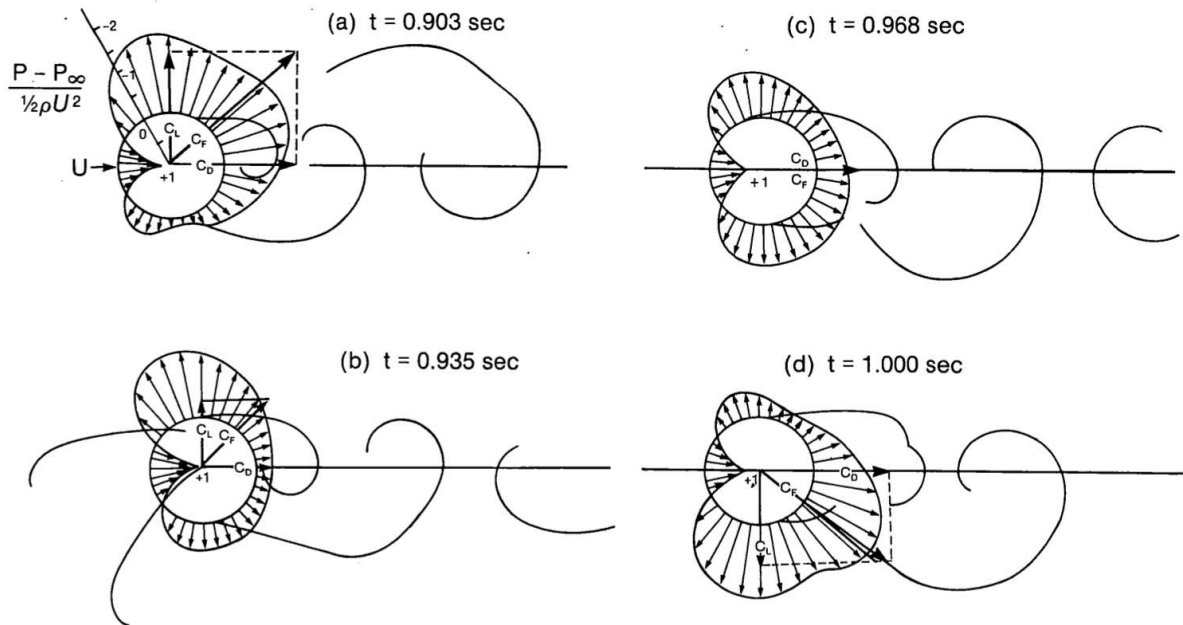 (a) t = 0.903 sec
-2
-1
0
P – P∞
½ρU²
U
+1
C_L
C_F
C_D
(c) t = 0.968 sec
+1
C_D
C_F
(b) t = 0.935 sec
C_L
C_F
C_D
+1
(d) t = 1.000 sec
+1
C_D
C_F
C_L